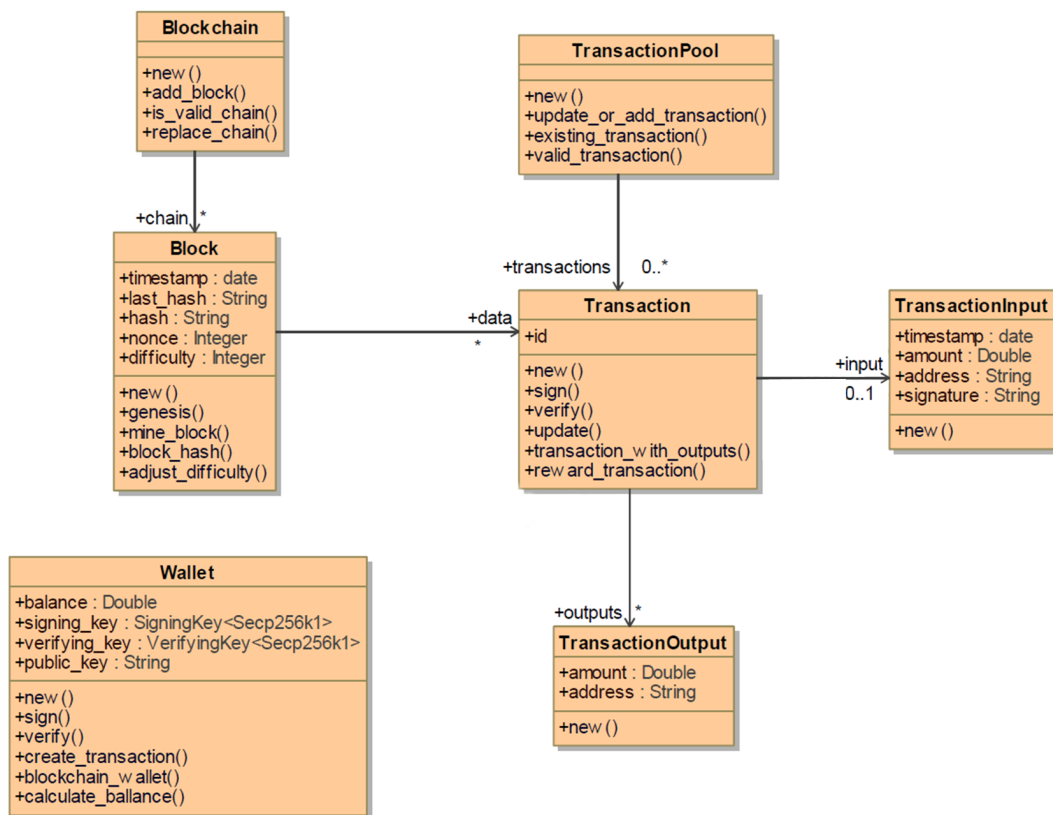 Blockchain
+new()
+add_block()
+is_valid_chain()
+replace_chain()
TransactionPool
+new()
+update_or_add_transaction()
+existing_transaction()
+valid_transaction()
+chain
*
Block
+timestamp : date
+last_hash : String
+hash : String
+nonce : Integer
+difficulty : Integer
+new()
+genesis()
+mine_block()
+block_hash()
+adjust_difficulty()
+data
*
+transactions
0..*
Transaction
+id
+new()
+sign()
+verify()
+update()
+transaction_with_outputs()
+reward_transaction()
+input
0..1
TransactionInput
+timestamp : date
+amount : Double
+address : String
+signature : String
+new()
+outputs
*
TransactionOutput
+amount : Double
+address : String
+new()
Wallet
+balance : Double
+signing_key : SigningKey<Secp256k1>
+verifying_key : VerifyingKey<Secp256k1>
+public_key : String
+new()
+sign()
+verify()
+create_transaction()
+blockchain_wallet()
+calculate_ballance()